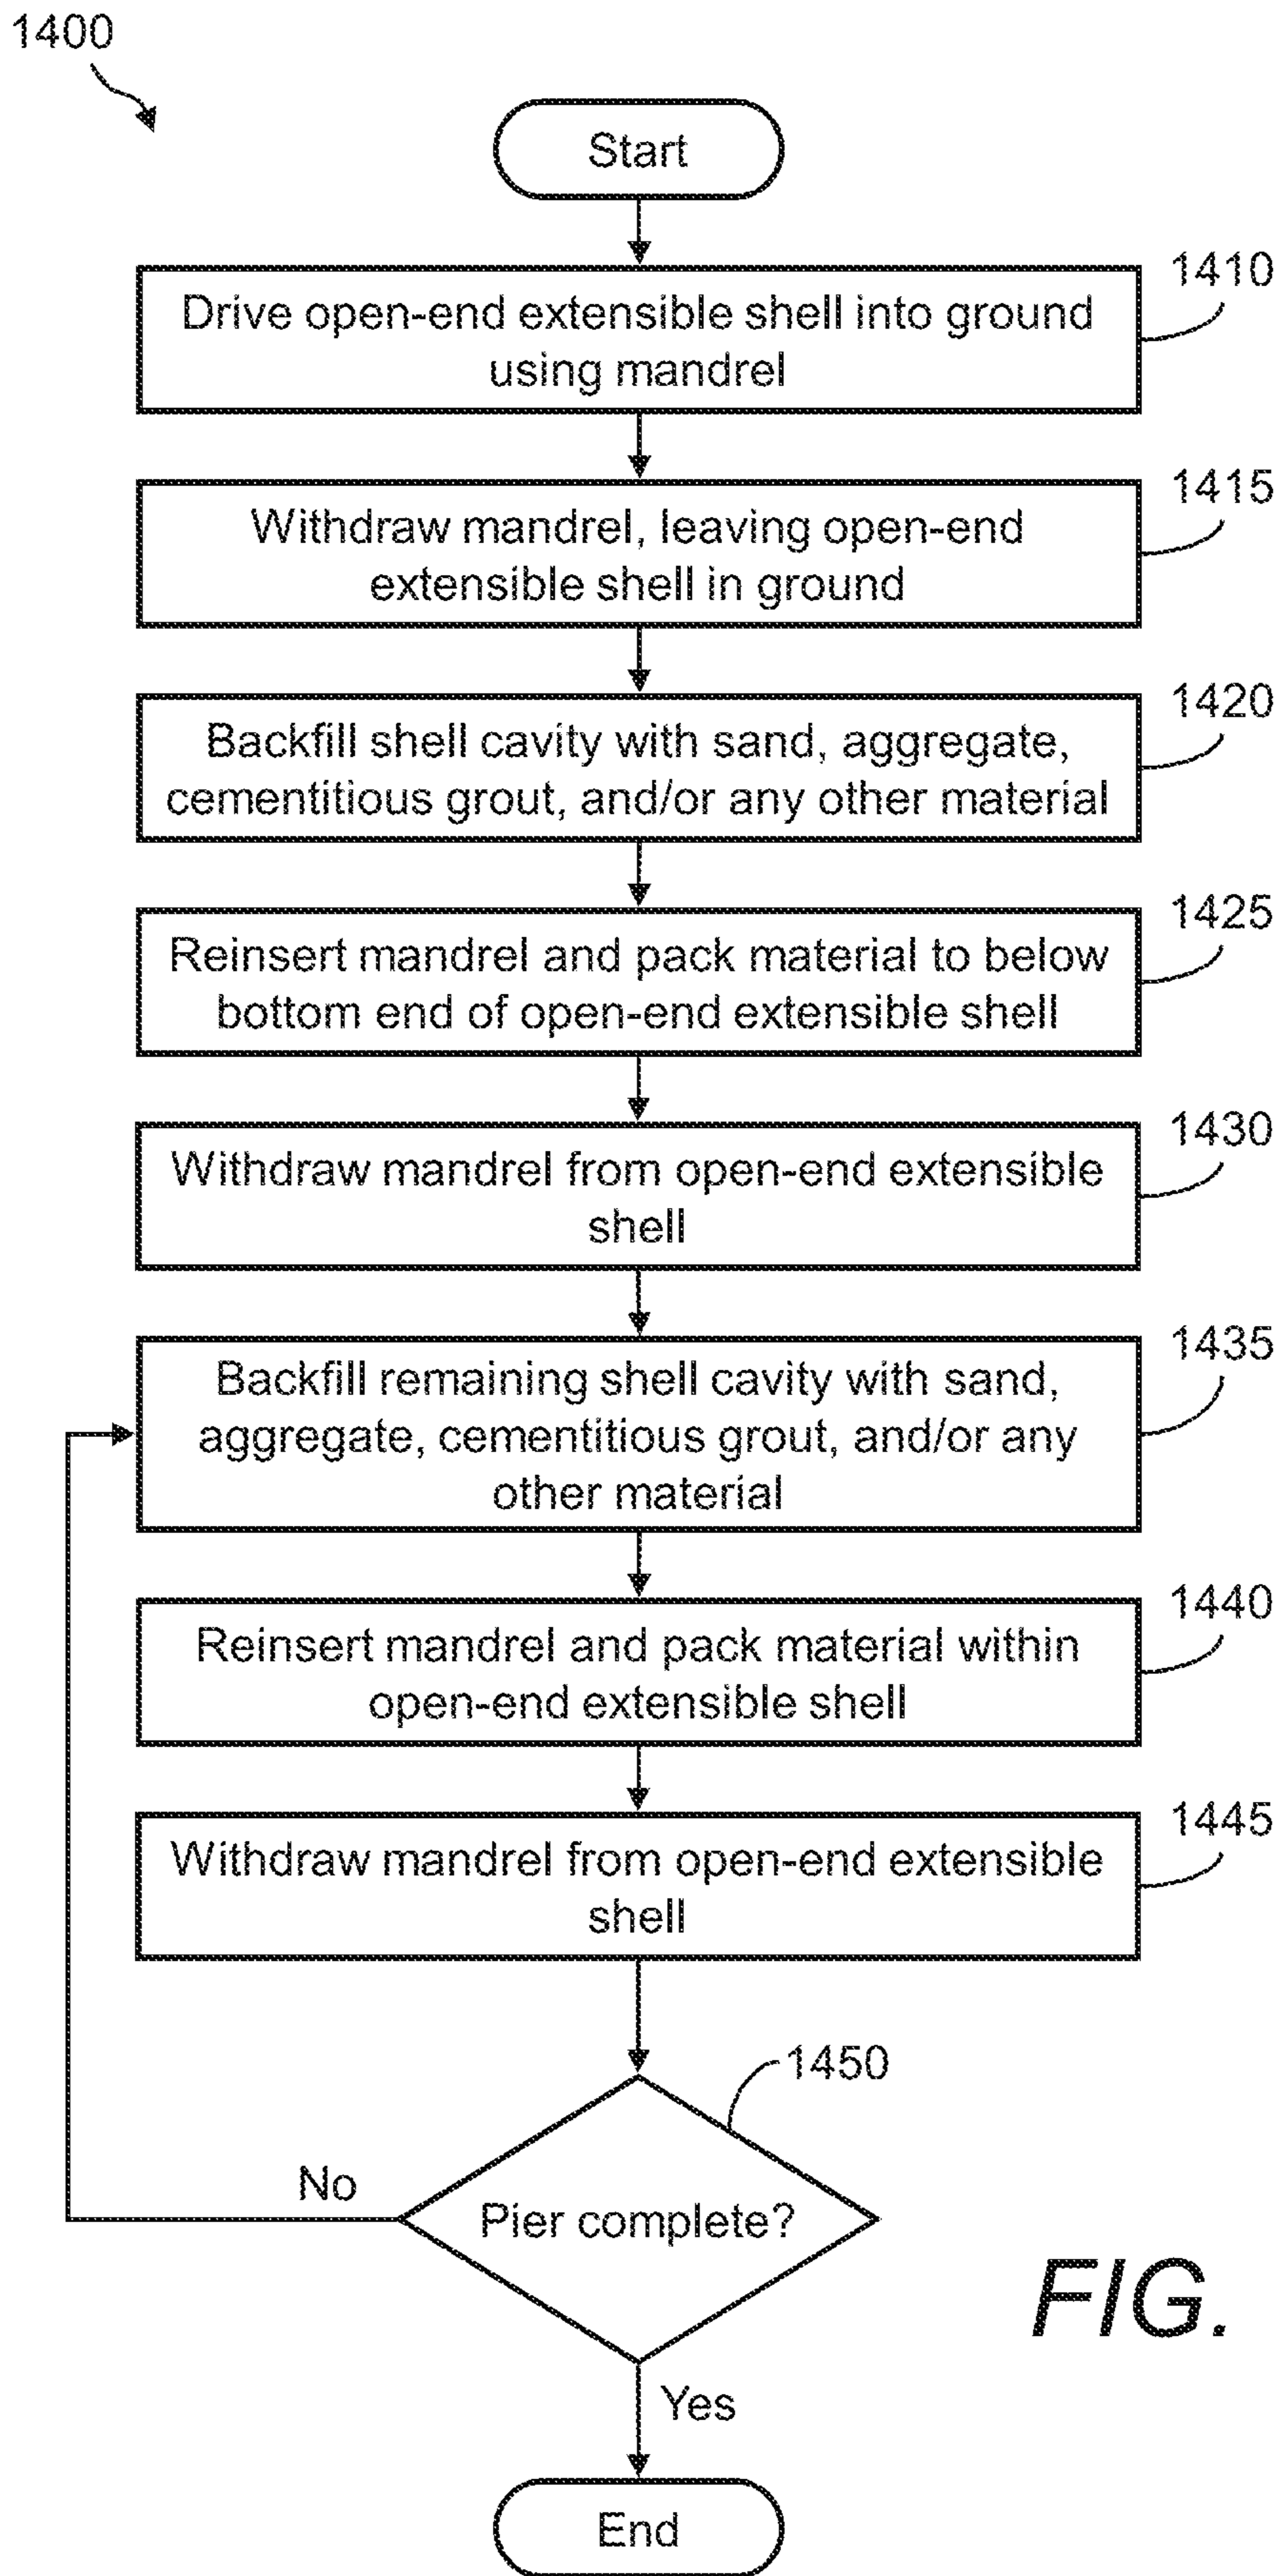 1400
Start
1410
Drive open-end extensible shell into ground
using mandrel
1415
Withdraw mandrel, leaving open-end
extensible shell in ground
1420
Backfill shell cavity with sand, aggregate,
cementitious grout, and/or any other material
1425
Reinsert mandrel and pack material to below
bottom end of open-end extensible shell
1430
Withdraw mandrel from open-end extensible
shell
1435
Backfill remaining shell cavity with sand,
aggregate, cementitious grout, and/or any
other material
1440
Reinsert mandrel and pack material within
open-end extensible shell
1445
Withdraw mandrel from open-end extensible
shell
1450
No
Pier complete?
FIG.
Yes
End